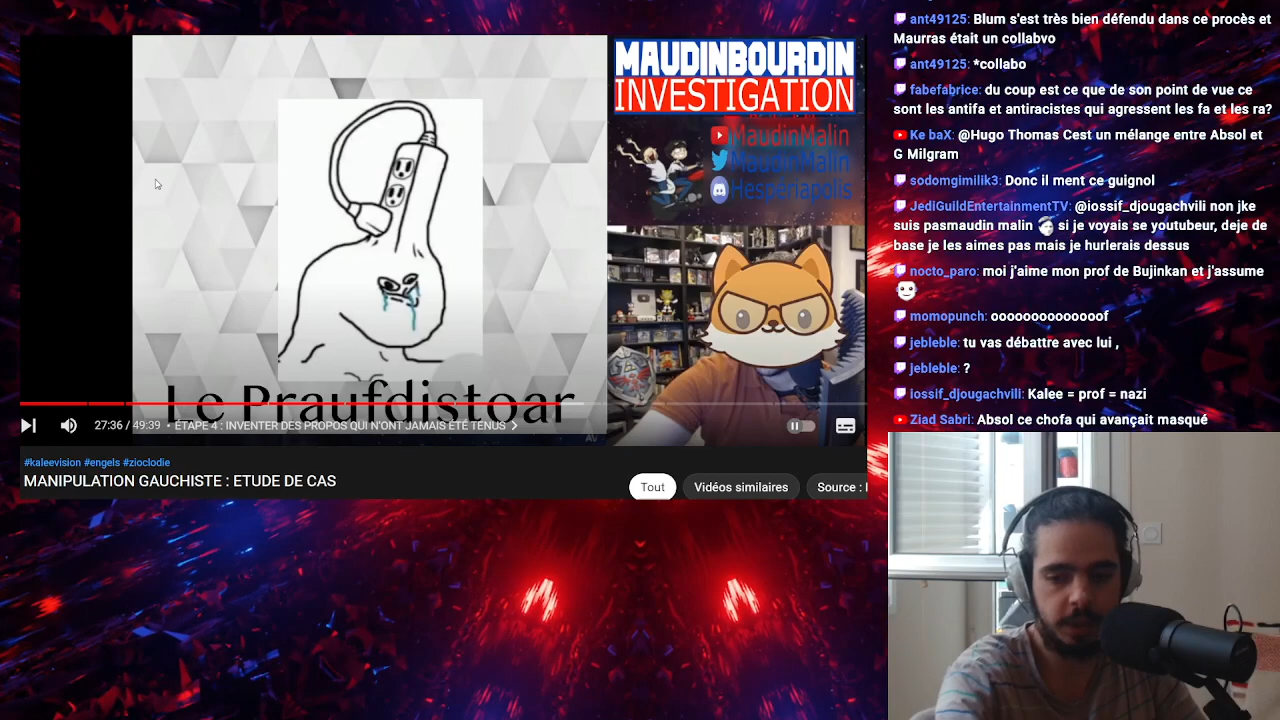 MAUDINBOURDIN
INVESTIGATION
MaudinMalin
MaudinMalin
Hespériapolis
Le Praufdistoar
27:36 / 49:39 • ÉTAPE 4 : INVENTER DES PROPOS QUI N'ONT JAMAIS ÉTÉ TENUS
#kaleevision #engels #zioclodie
MANIPULATION GAUCHISTE : ETUDE DE CAS
Tout
Vidéos similaires
Source :
ant49125: Blum s'est très bien défendu dans ce procès et
Maurras était un collabvo
ant49125: *collabo
fabefabrice: du coup est ce que de son point de vue ce
sont les antifa et antiracistes qui agressent les fa et les ra?
Ke baX: @Hugo Thomas Cest un mélange entre Absol et
G Milgram
sodomgimilik3: Donc il ment ce guignol
JediGuildEntertainmentTV: @iossif_djougachvili non jke
suis pasmaudin malin si je voyais se youtubeur, deje de
base je les aimes pas mais je hurlerais dessus
nocto_paro: moi j'aime mon prof de Bujinkan et j'assume
momopunch: oooooooooooooof
jebleble: tu vas débattre avec lui ,
jebleble: ?
iossif_djougachvili: Kalee = prof = nazi
Ziad Sabri: Absol ce chofa qui avançait masqué